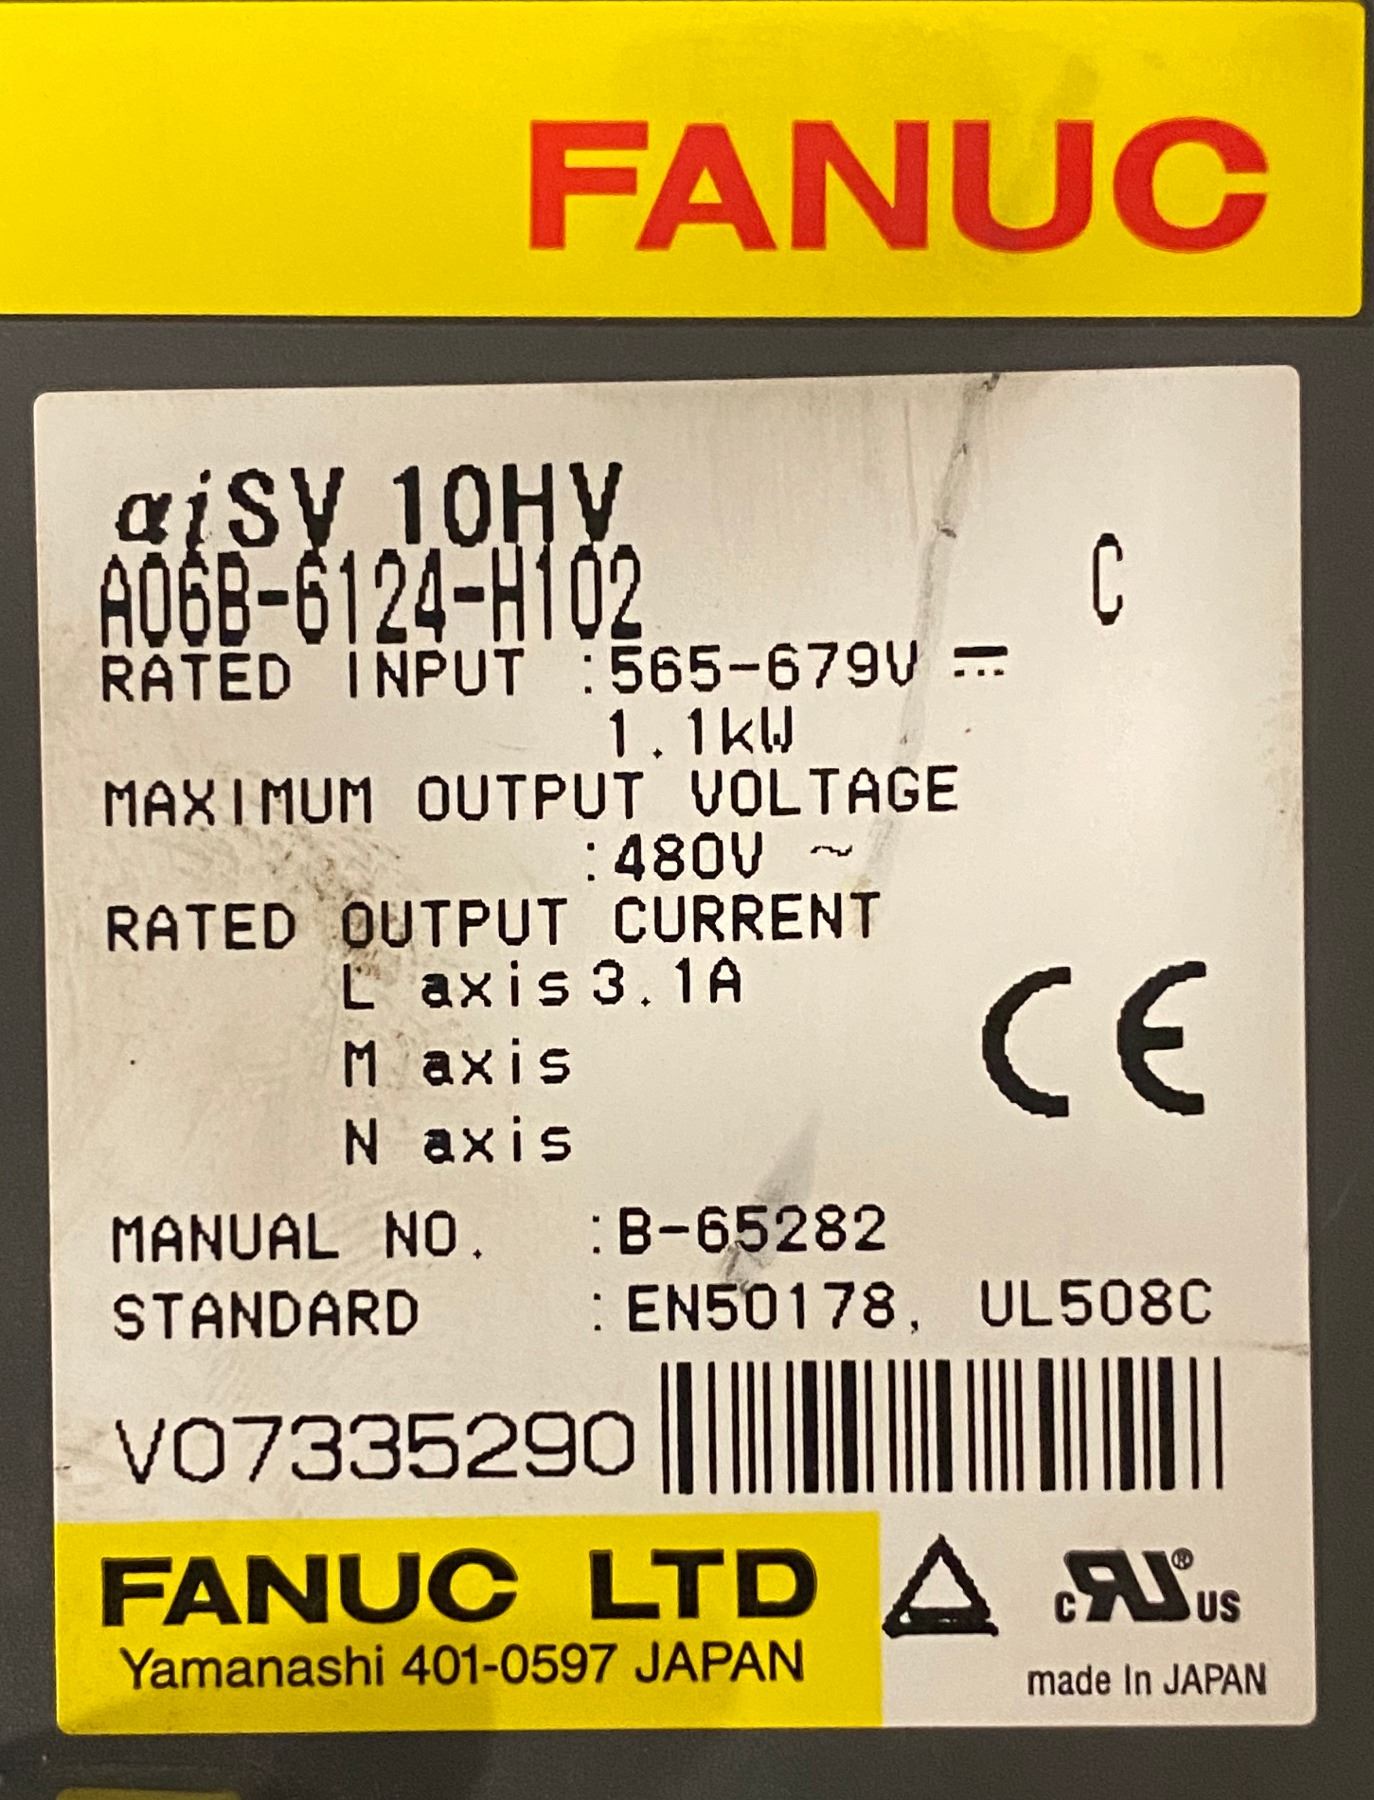 FANUC
αiSV 10HV
A06B-6124-H102 C
RATED INPUT :565-679V ⎓
1.1kW
MAXIMUM OUTPUT VOLTAGE
:480V ~
RATED OUTPUT CURRENT
L axis 3.1A
M axis
N axis
CE
MANUAL NO. :B-65282
STANDARD :EN50178, UL508C
V07335290
FANUC LTD
Yamanashi 401-0597 JAPAN
c RU® US
made In JAPAN